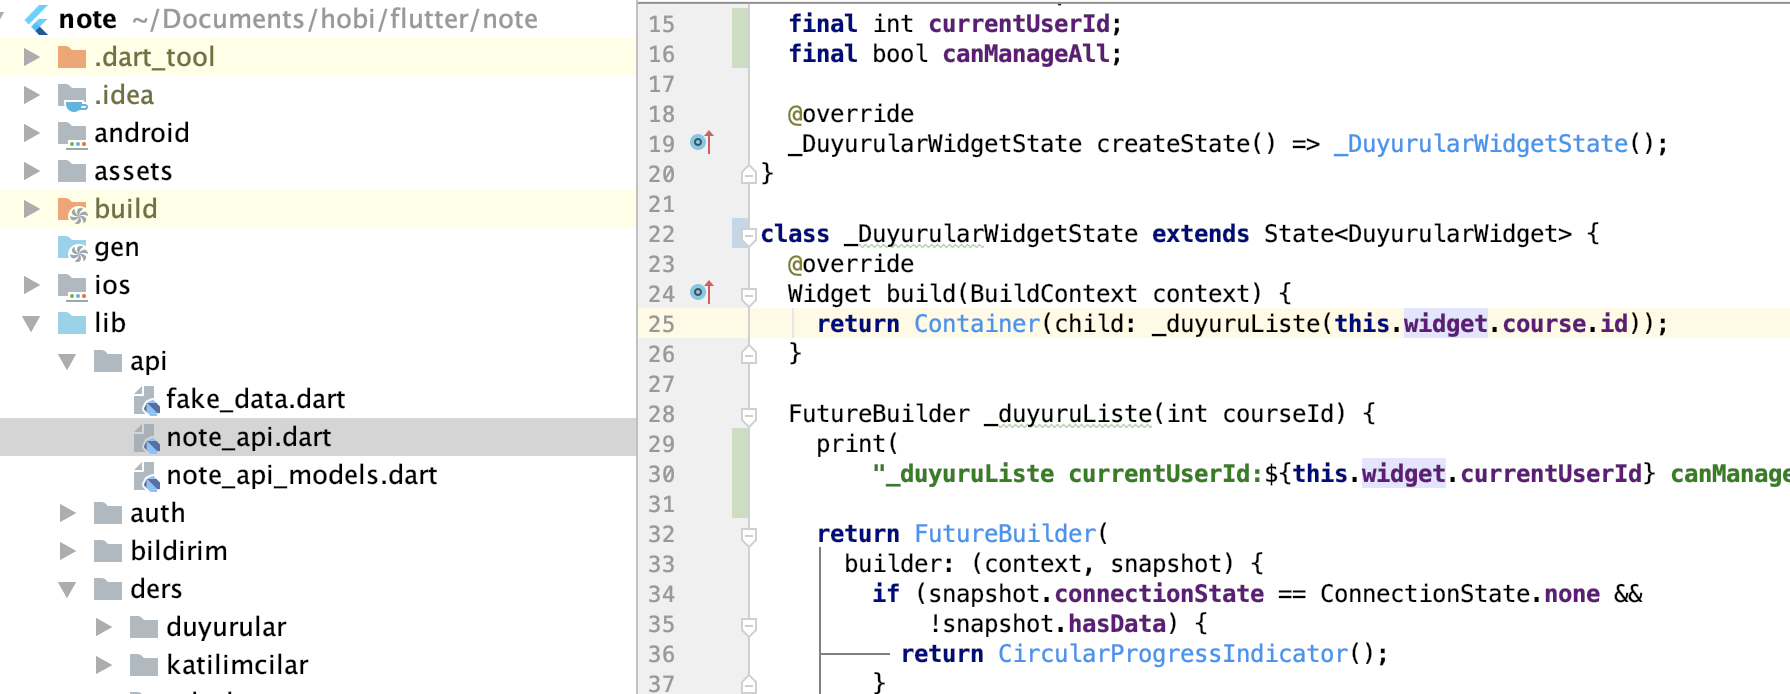 note ~/Documents/hobi/flutter/note
.dart_tool
.idea
android
assets
build
gen
ios
lib
api
fake_data.dart
note_api.dart
note_api_models.dart
auth
bildirim
ders
duyurular
katilimcilar
15 final int currentUserId;
16 final bool canManageAll;
17
18 @override
19 _DuyurularWidgetState createState() => _DuyurularWidgetState();
20 }
21
22 class _DuyurularWidgetState extends State<DuyurularWidget> {
23 @override
24 Widget build(BuildContext context) {
25 return Container(child: _duyuruListe(this.widget.course.id));
26 }
27
28 FutureBuilder _duyuruListe(int courseId) {
29 print(
30 "_duyuruListe currentUserId:${this.widget.currentUserId} canManage
31
32 return FutureBuilder(
33 builder: (context, snapshot) {
34 if (snapshot.connectionState == ConnectionState.none &&
35 !snapshot.hasData) {
36 return CircularProgressIndicator();
37 }